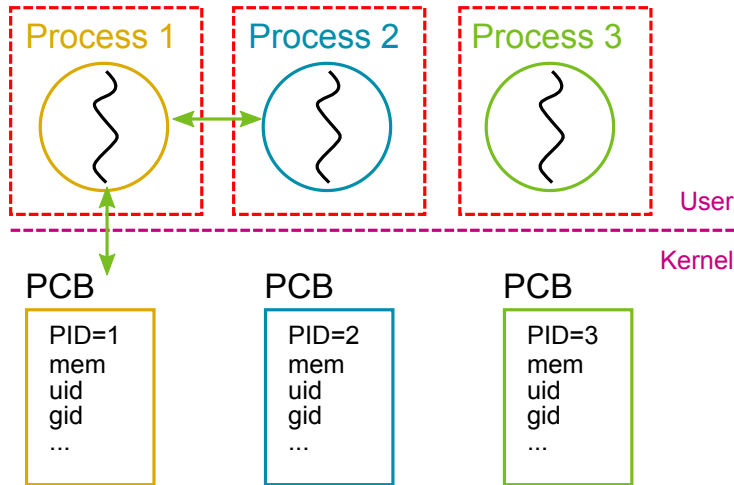 Process 1
Process 2
Process 3
User
Kernel
PCB
PCB
PCB
PID=1
mem
uid
gid
...
PID=2
mem
uid
gid
...
PID=3
mem
uid
gid
...